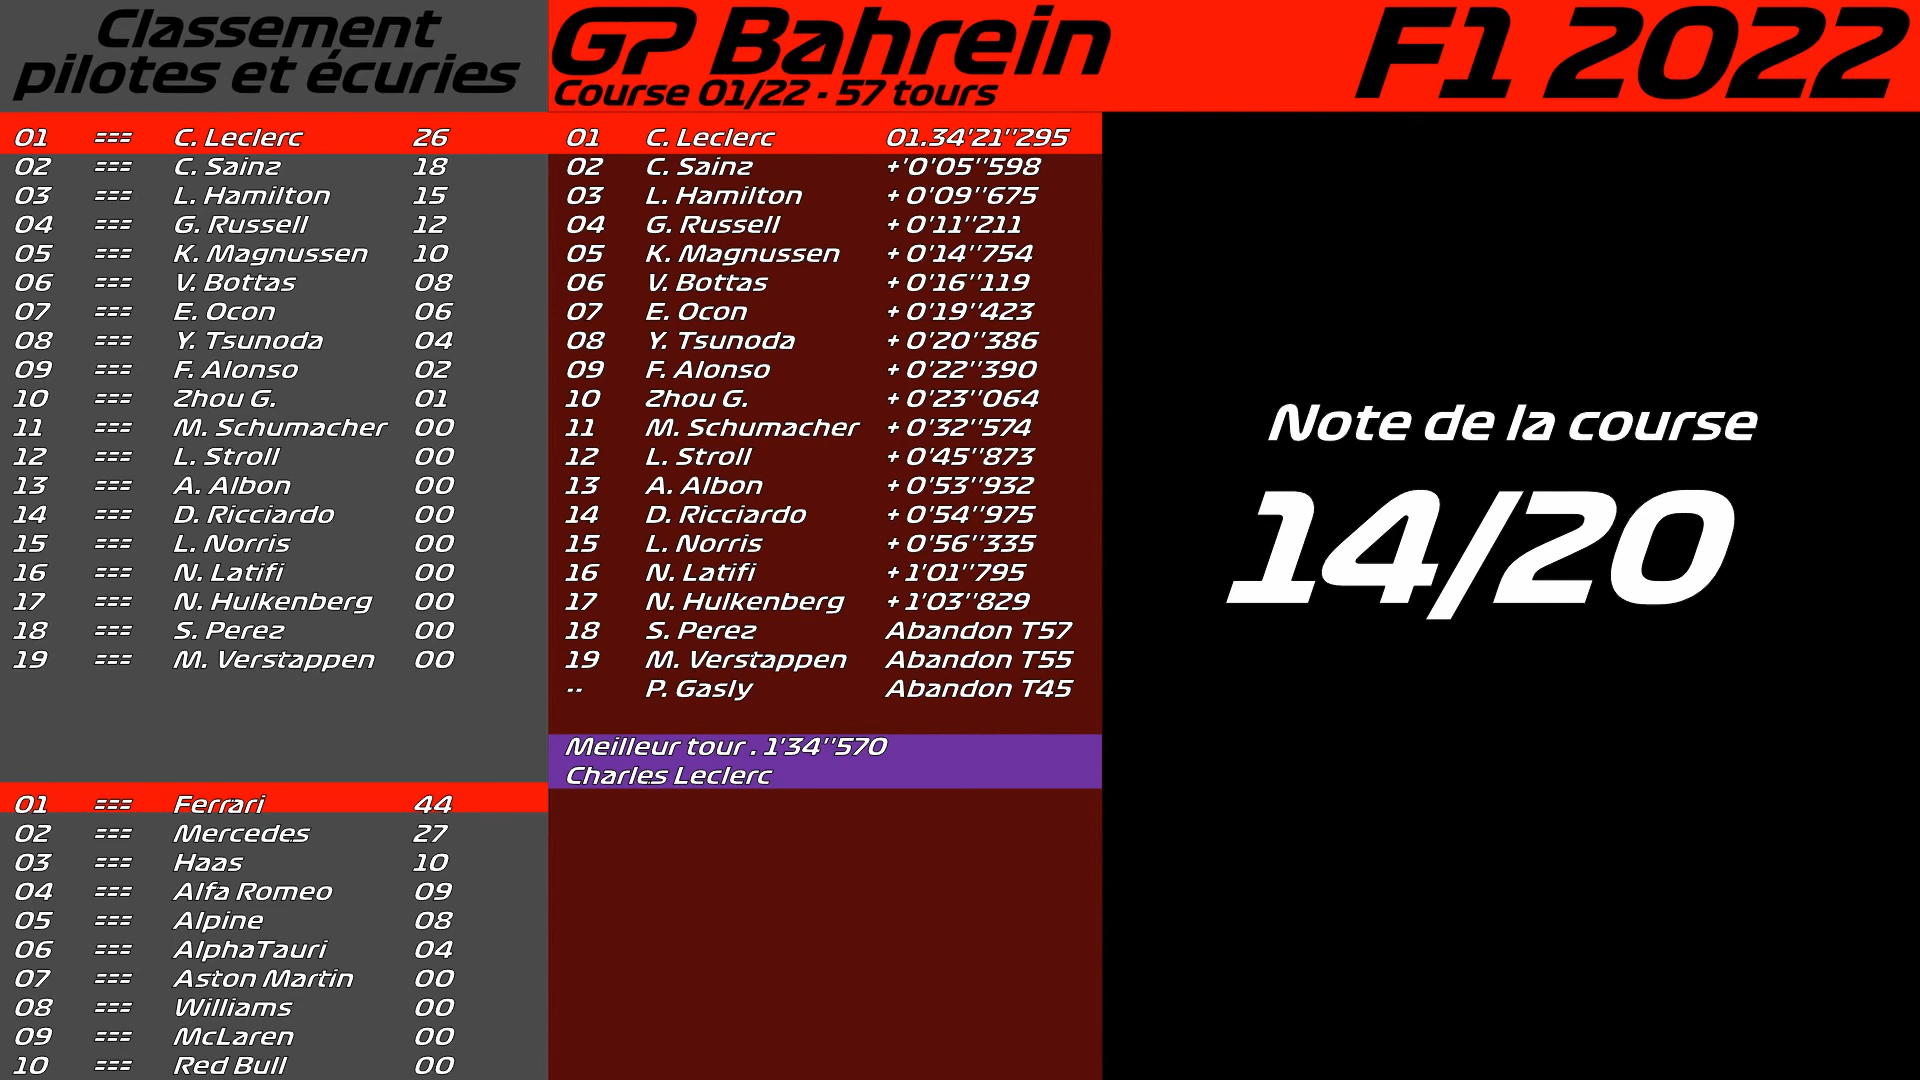 Classement
pilotes et écuries
01 === C. Leclerc 26
02 === C. Sainz 18
03 === L. Hamilton 15
04 === G. Russell 12
05 === K. Magnussen 10
06 === V. Bottas 08
07 === E. Ocon 06
08 === Y. Tsunoda 04
09 === F. Alonso 02
10 === Zhou G. 01
11 === M. Schumacher 00
12 === L. Stroll 00
13 === A. Albon 00
14 === D. Ricciardo 00
15 === L. Norris 00
16 === N. Latifi 00
17 === N. Hulkenberg 00
18 === S. Perez 00
19 === M. Verstappen 00
01 === Ferrari 44
02 === Mercedes 27
03 === Haas 10
04 === Alfa Romeo 09
05 === Alpine 08
06 === AlphaTauri 04
07 === Aston Martin 00
08 === Williams 00
09 === McLaren 00
10 === Red Bull 00
GP Bahrein
Course 01/22 - 57 tours
01 C. Leclerc 01.34'21''295
02 C. Sainz +'0'05''598
03 L. Hamilton + 0'09''675
04 G. Russell + 0'11''211
05 K. Magnussen + 0'14''754
06 V. Bottas + 0'16''119
07 E. Ocon + 0'19''423
08 Y. Tsunoda + 0'20''386
09 F. Alonso + 0'22''390
10 Zhou G. + 0'23''064
11 M. Schumacher + 0'32''574
12 L. Stroll + 0'45''873
13 A. Albon + 0'53''932
14 D. Ricciardo + 0'54''975
15 L. Norris + 0'56''335
16 N. Latifi + 1'01''795
17 N. Hulkenberg + 1'03''829
18 S. Perez Abandon T57
19 M. Verstappen Abandon T55
-- P. Gasly Abandon T45
Meilleur tour . 1'34''570
Charles Leclerc
F1 2022
Note de la course
14/20